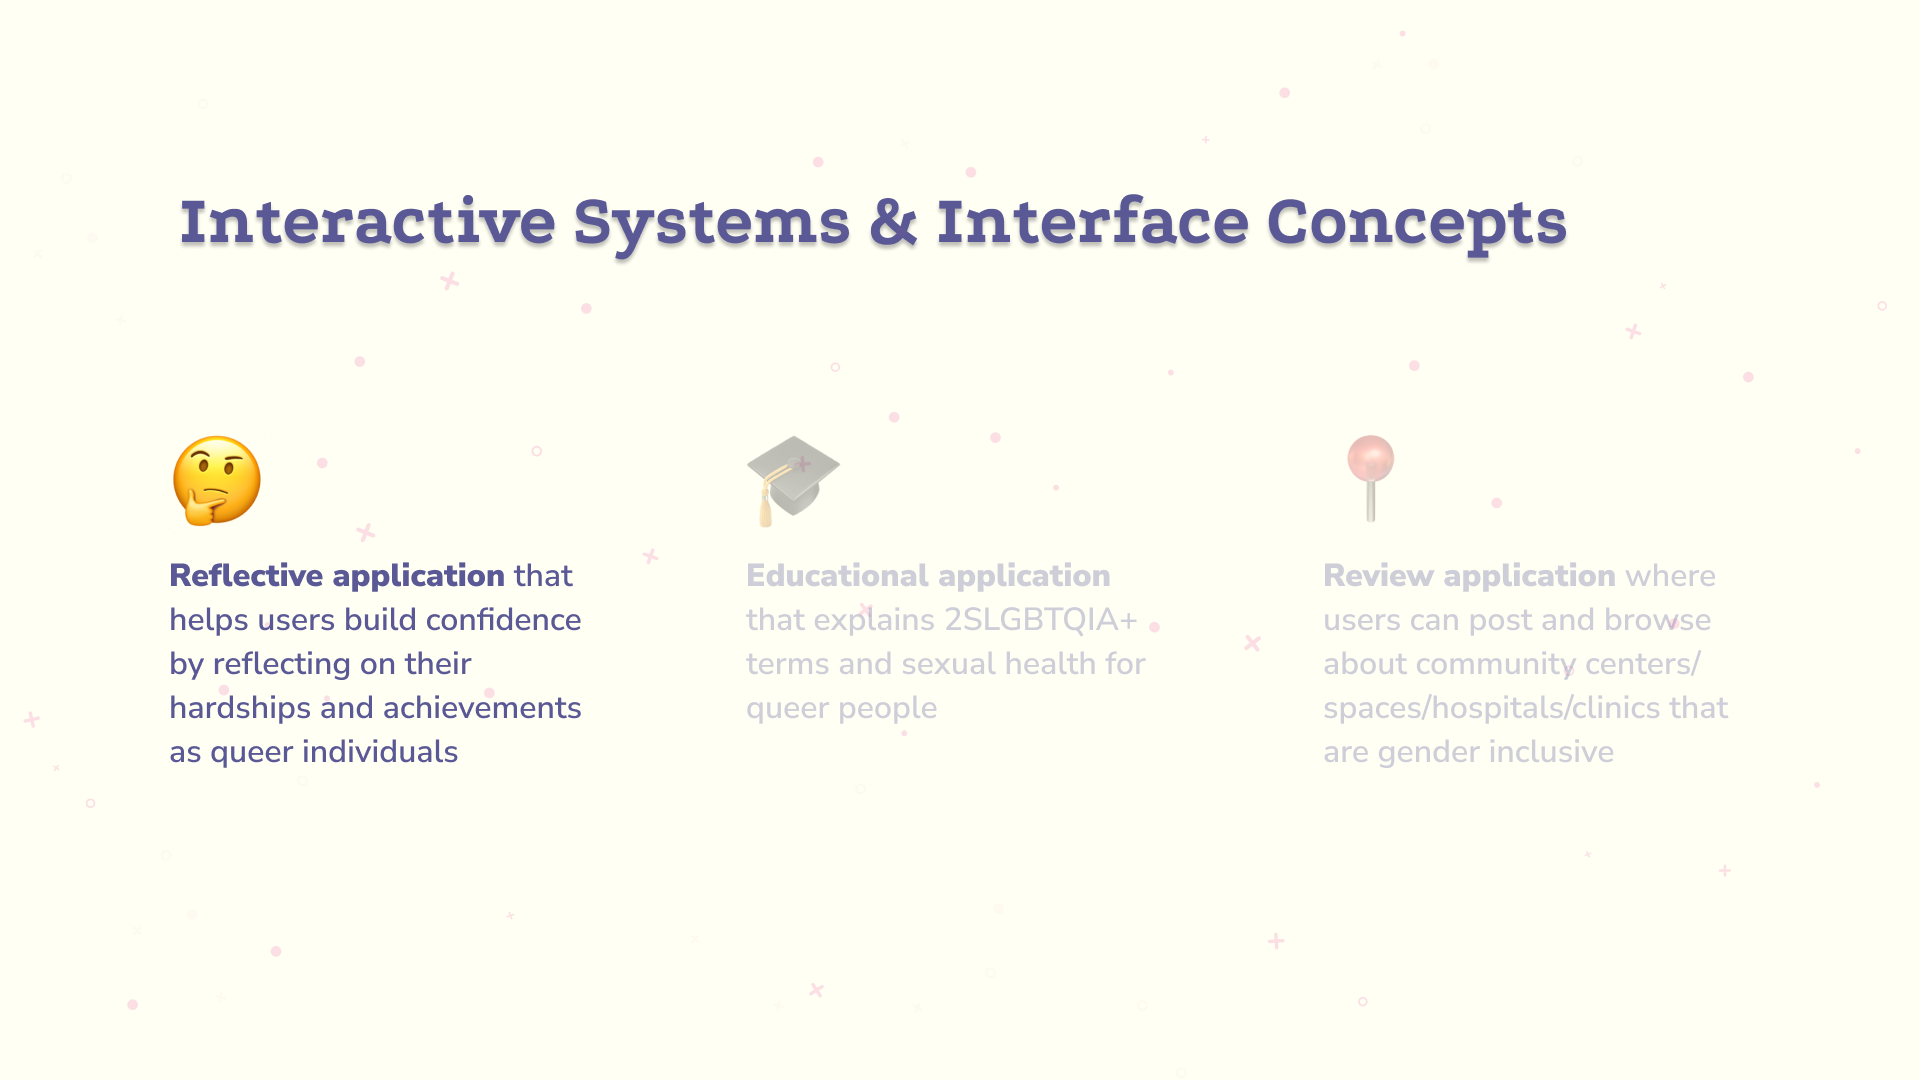 Interactive Systems & Interface Concepts
Reflective application that
helps users build confidence
by reflecting on their
hardships and achievements
as queer individuals
Educational application
that explains 2SLGBTQIA+
terms and sexual health for
queer people
Review application where
users can post and browse
about community centers/
spaces/hospitals/clinics that
are gender inclusive